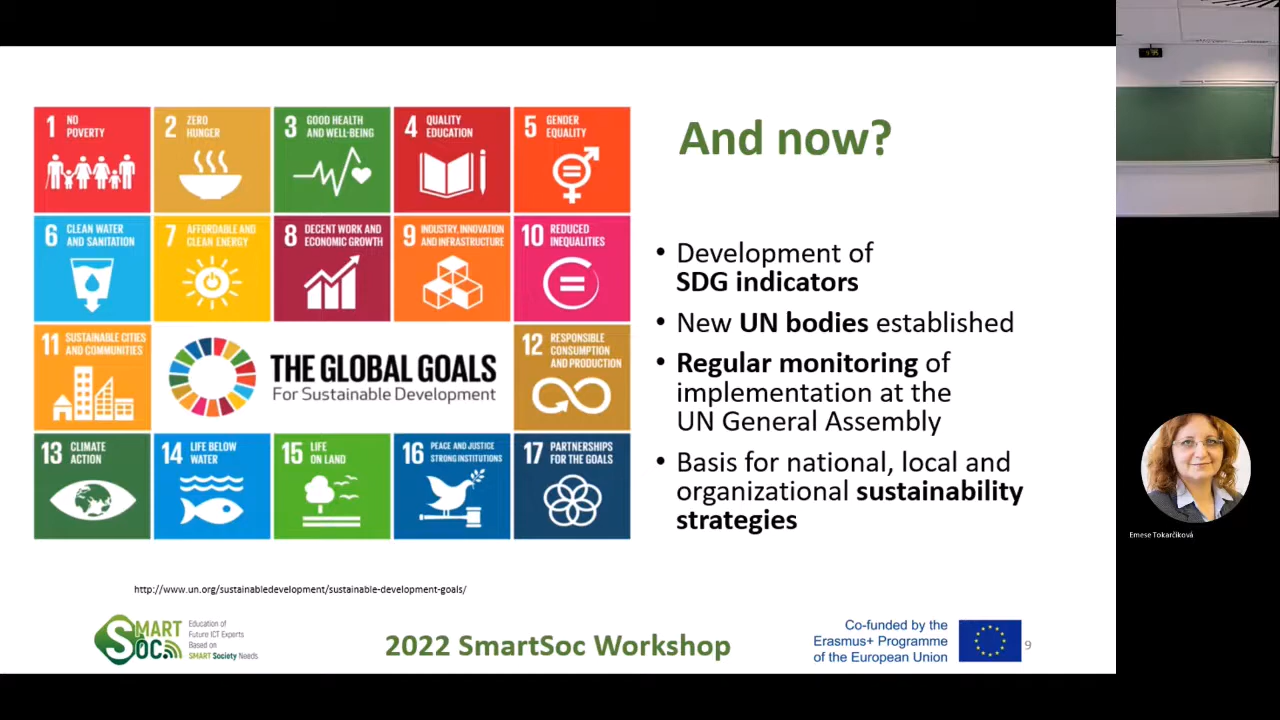 1 NO
POVERTY
2 ZERO
HUNGER
3 GOOD HEALTH
AND WELL-BEING
4 QUALITY
EDUCATION
5 GENDER
EQUALITY
6 CLEAN WATER
AND SANITATION
7 AFFORDABLE AND
CLEAN ENERGY
8 DECENT WORK AND
ECONOMIC GROWTH
9 INDUSTRY, INNOVATION
AND INFRASTRUCTURE
10 REDUCED
INEQUALITIES
11 SUSTAINABLE CITIES
AND COMMUNITIES
THE GLOBAL GOALS
For Sustainable Development
12 RESPONSIBLE
CONSUMPTION
AND PRODUCTION
13 CLIMATE
ACTION
14 LIFE BELOW
WATER
15 LIFE
ON LAND
16 PEACE AND JUSTICE
STRONG INSTITUTIONS
17 PARTNERSHIPS
FOR THE GOALS
And now?
• Development of
SDG indicators
• New UN bodies established
• Regular monitoring of
implementation at the
UN General Assembly
• Basis for national, local and
organizational sustainability
strategies
http://www.un.org/sustainabledevelopment/sustainable-development-goals/
SMART
SOC
Education of
Future ICT Experts
Based on
SMART Society Needs
2022 SmartSoc Workshop
Co-funded by the
Erasmus+ Programme
of the European Union
9
Emese Tokarčíková